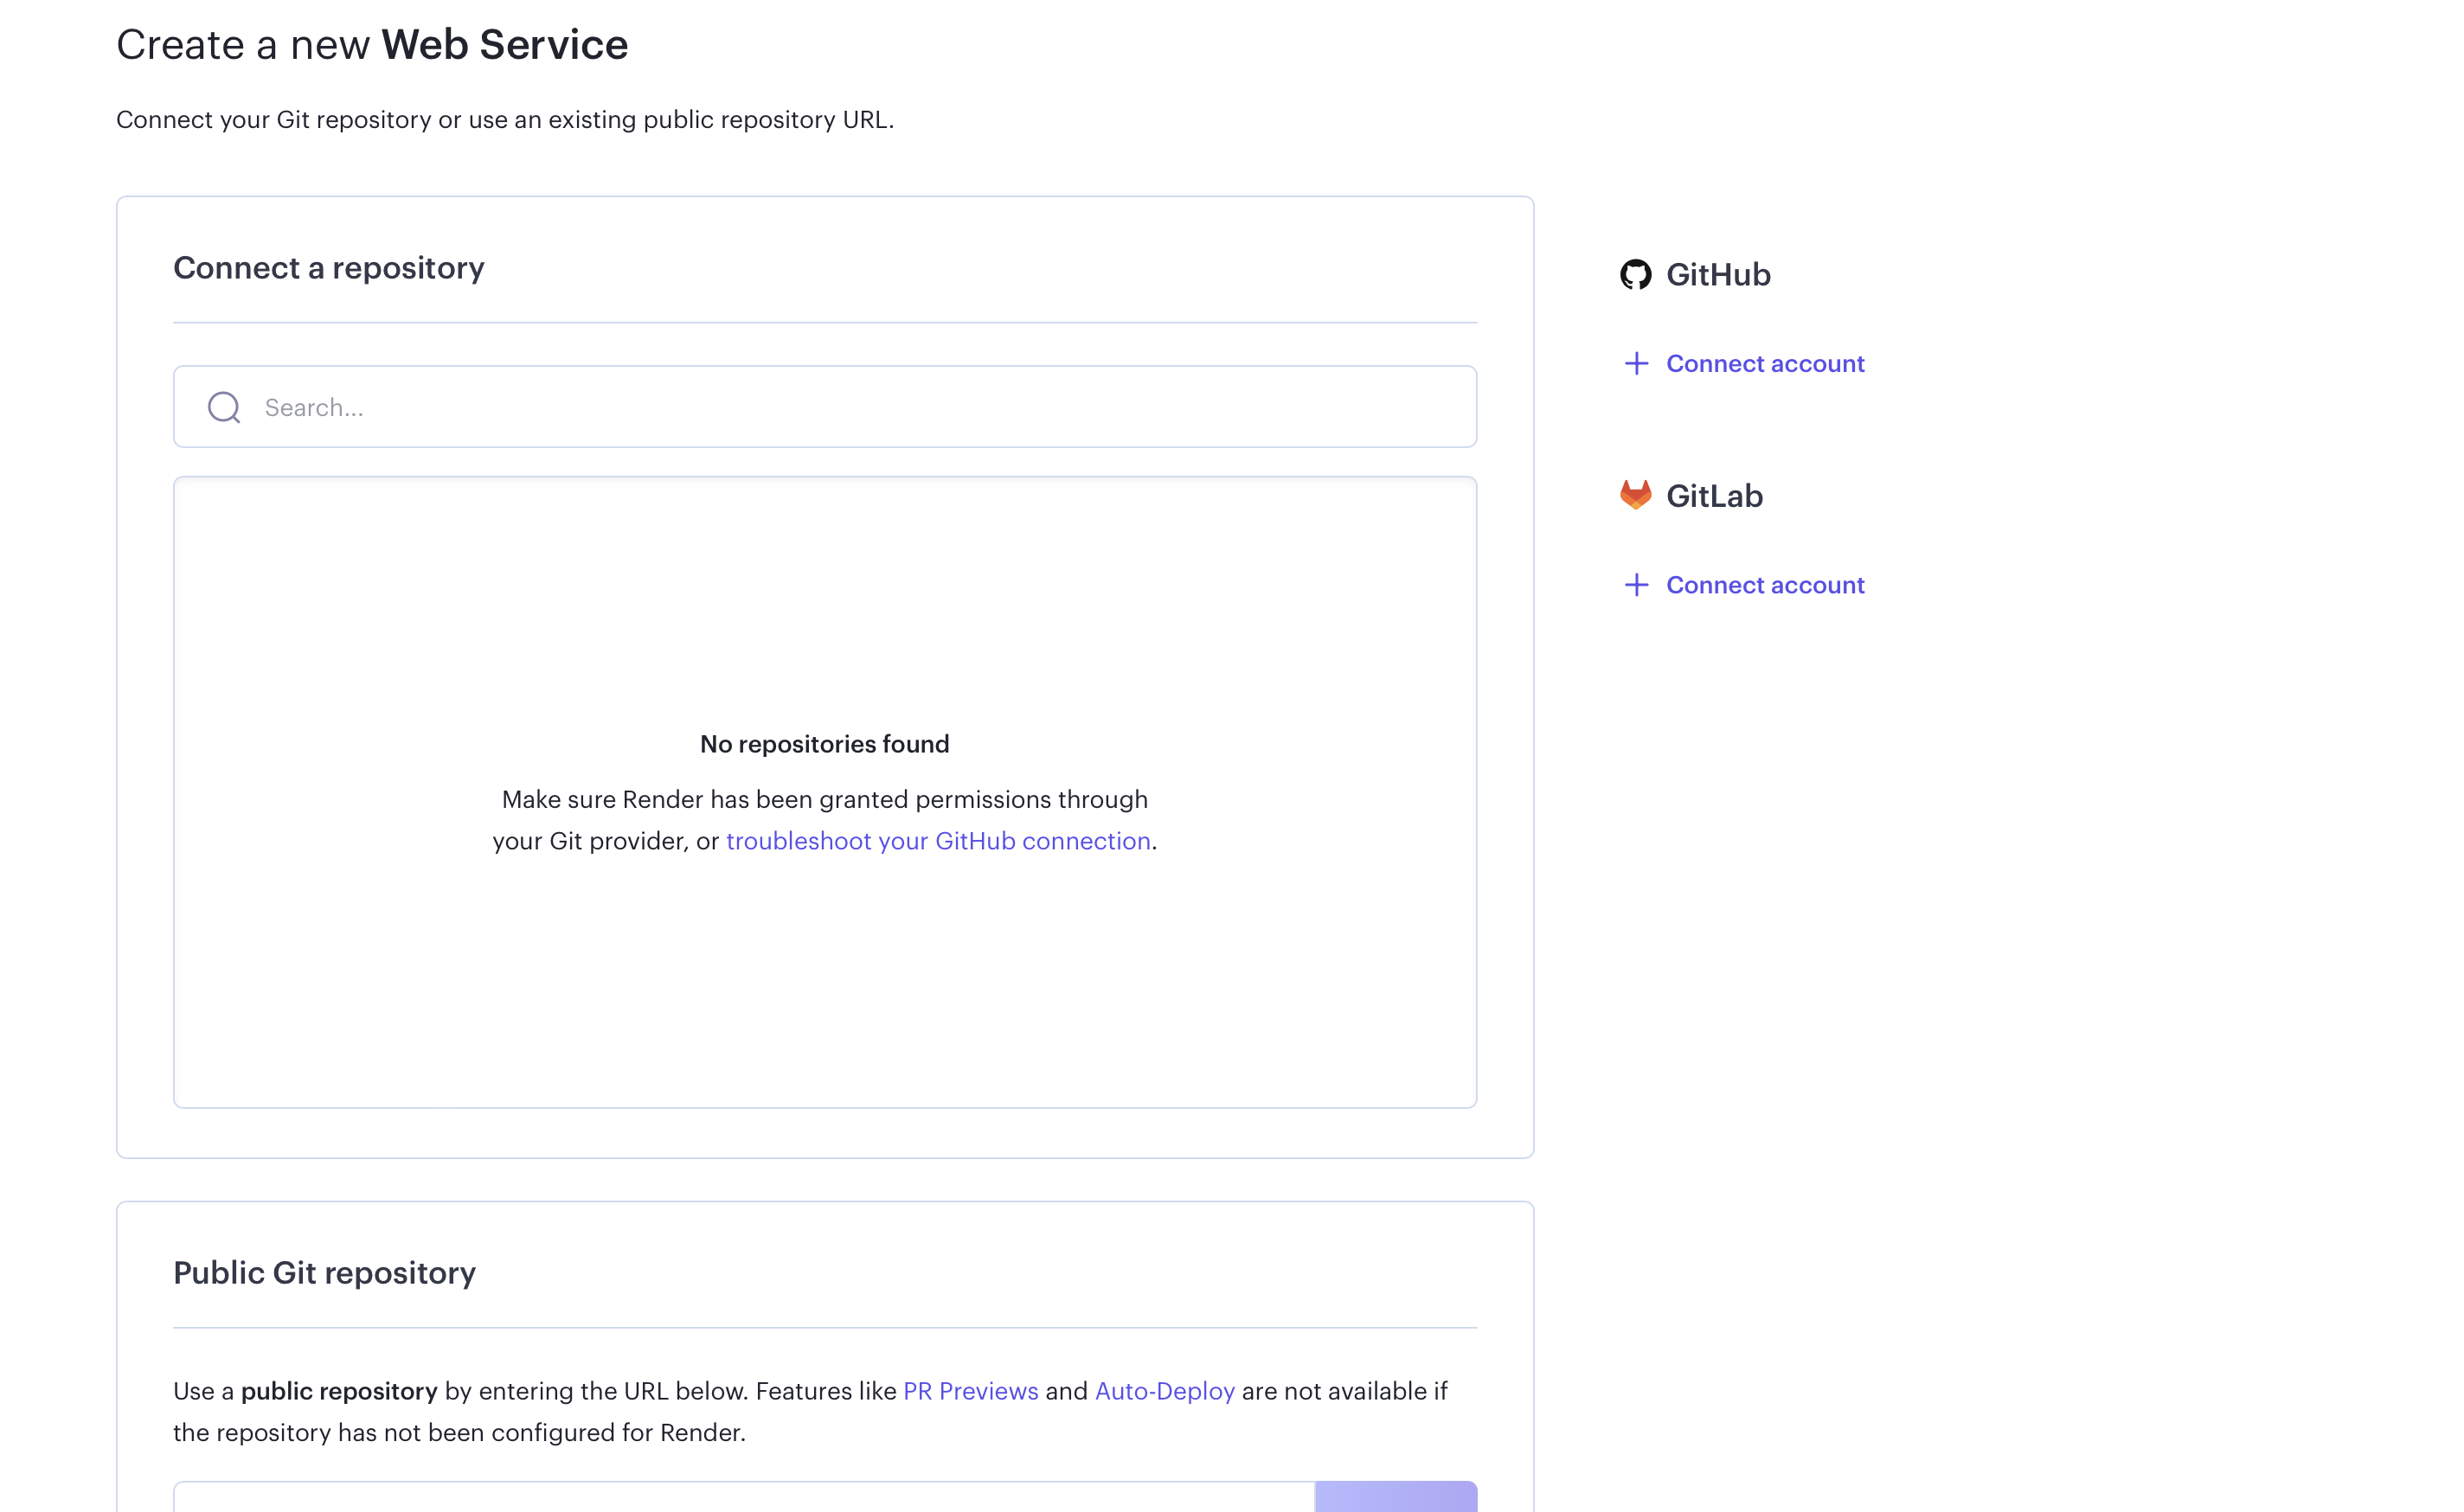 Create a new Web Service
Connect your Git repository or use an existing public repository URL.
Connect a repository
Search...
No repositories found
Make sure Render has been granted permissions through
your Git provider, or troubleshoot your GitHub connection.
GitHub
Connect account
GitLab
Connect account
Public Git repository
Use a public repository by entering the URL below. Features like PR Previews and Auto-Deploy are not available if
the repository has not been configured for Render.